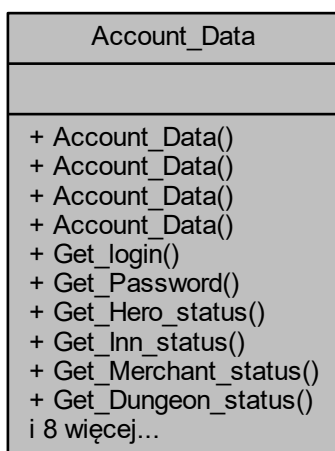 Account_Data
+ Account_Data()
+ Account_Data()
+ Account_Data()
+ Account_Data()
+ Get_login()
+ Get_Password()
+ Get_Hero_status()
+ Get_Inn_status()
+ Get_Merchant_status()
+ Get_Dungeon_status()
i 8 więcej...